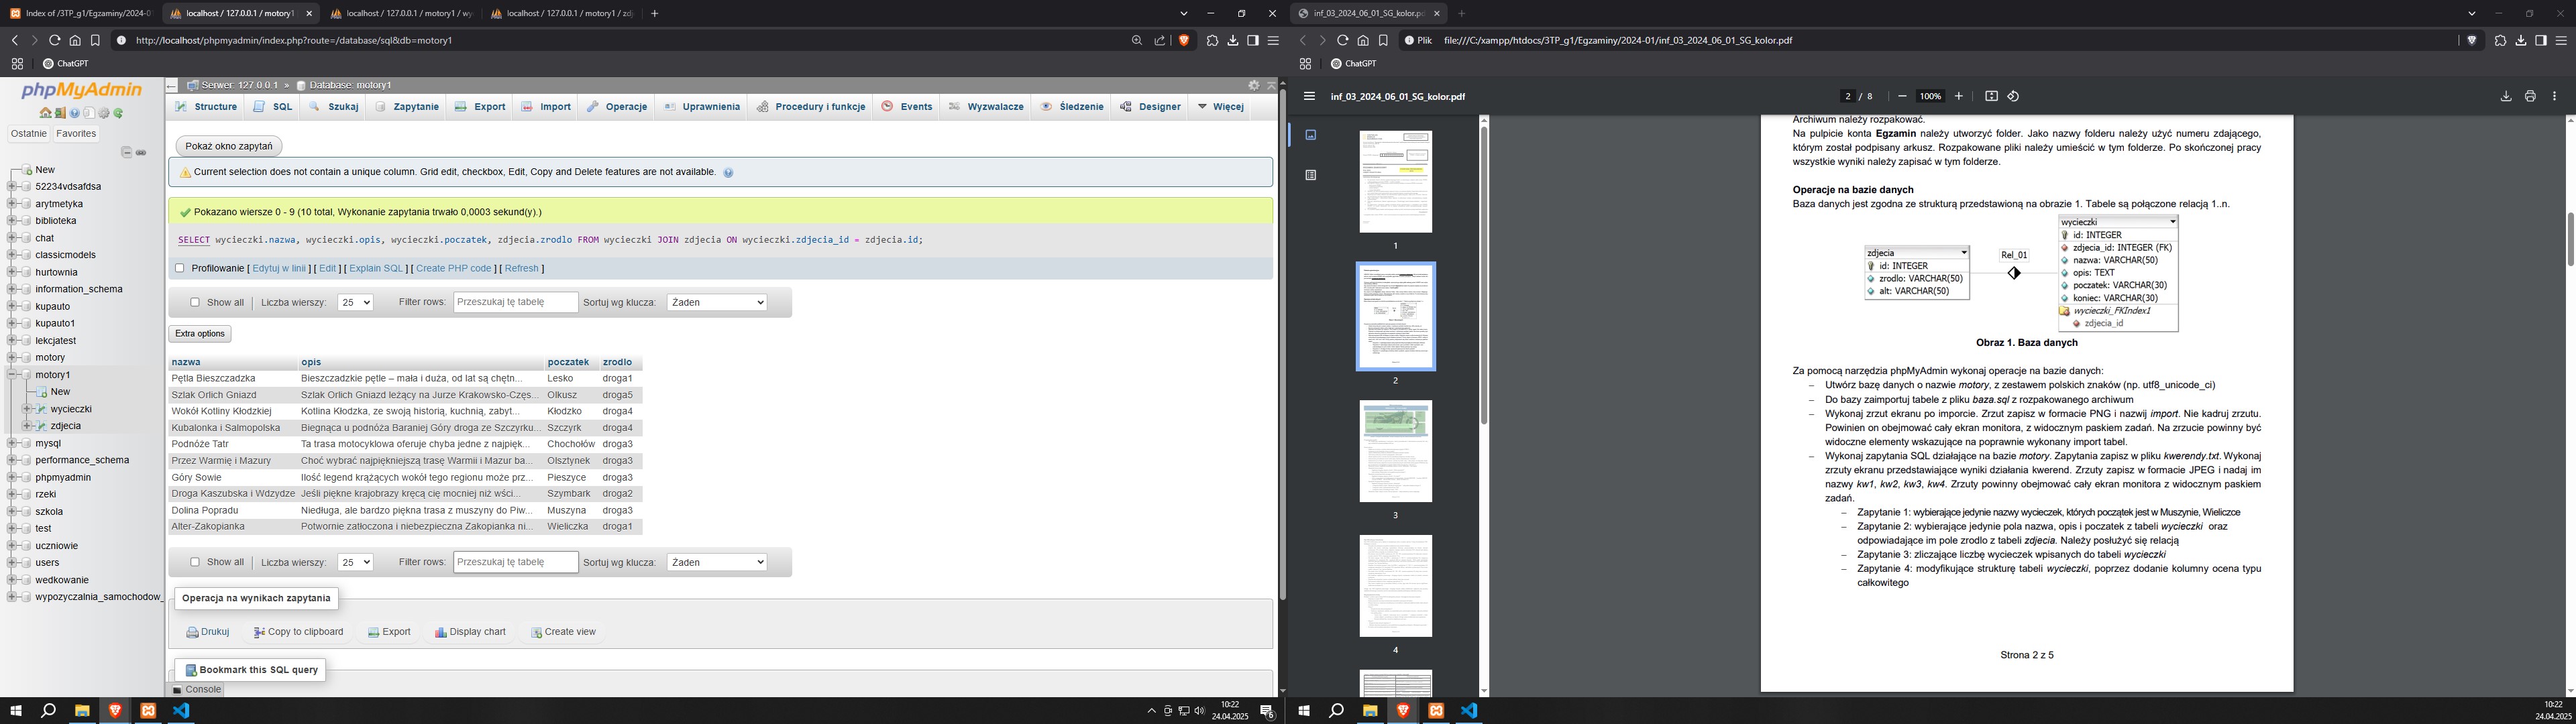 Index of /3TP_g1/Egzaminy/2024-0
localhost / 127.0.0.1 / motory1
localhost / 127.0.0.1 / motory1 / wy
localhost / 127.0.0.1 / motory1 / zdj
http://localhost/phpmyadmin/index.php?route=/database/sql&db=motory1
ChatGPT
phpMyAdmin
Ostatnie
Favorites
New
52234vdsafdsa
arytmetyka
biblioteka
chat
classicmodels
hurtownia
information_schema
kupauto
kupauto1
lekcjatest
motory
motory1
New
wycieczki
zdjecia
mysql
performance_schema
phpmyadmin
rzeki
szkola
test
uczniowie
users
wedkowanie
wypozyczalnia_samochodow_
Serwer: 127.0.0.1 » Database: motory1
Structure SQL Szukaj Zapytanie Export Import Operacje Uprawnienia Procedury i funkcje Events Wyzwalacze Śledzenie Designer Więcej
Pokaż okno zapytań
Current selection does not contain a unique column. Grid edit, checkbox, Edit, Copy and Delete features are not available.
Pokazano wiersze 0 - 9 (10 total, Wykonanie zapytania trwało 0,0003 sekund(y).)
SELECT wycieczki.nazwa, wycieczki.opis, wycieczki.poczatek, zdjecia.zrodlo FROM wycieczki JOIN zdjecia ON wycieczki.zdjecia_id = zdjecia.id;
Profilowanie [ Edytuj w linii ] [ Edit ] [ Explain SQL ] [ Create PHP code ] [ Refresh ]
Show all Liczba wierszy: 25 Filter rows: Przeszukaj tę tabelę Sortuj wg klucza: Żaden
Extra options
nazwa opis poczatek zrodlo
Pętla Bieszczadzka Bieszczadzkie pętle – mała i duża, od lat są chętn... Lesko droga1
Szlak Orlich Gniazd Szlak Orlich Gniazd leżący na Jurze Krakowsko-Częs... Olkusz droga5
Wokół Kotliny Kłodzkiej Kotlina Kłodzka, ze swoją historią, kuchnią, zabyt... Kłodzko droga4
Kubalonka i Salmopolska Biegnąca u podnóża Baraniej Góry droga ze Szczyrku... Szczyrk droga4
Podnóże Tatr Ta trasa motocyklowa oferuje chyba jedne z najpięk... Chochołów droga3
Przez Warmię i Mazury Choć wybrać najpiękniejszą trasę Warmii i Mazur ba... Olsztynek droga3
Góry Sowie Ilość legend krążących wokół tego regionu może prz... Pieszyce droga3
Droga Kaszubska i Wdzydze Jeśli piękne krajobrazy kręcą cię mocniej niż wści... Szymbark droga2
Dolina Popradu Niedługa, ale bardzo piękna trasa z muszyny do Piw... Muszyna droga3
Alter-Zakopianka Potwornie zatłoczona i niebezpieczna Zakopianka ni... Wieliczka droga1
Show all Liczba wierszy: 25 Filter rows: Przeszukaj tę tabelę Sortuj wg klucza: Żaden
Operacja na wynikach zapytania
Drukuj Copy to clipboard Export Display chart Create view
Bookmark this SQL query
Console
10:22
24.04.2025
6
inf_03_2024_06_01_SG_kolor.pd
Plik file:///C:/xampp/htdocs/3TP_g1/Egzaminy/2024-01/inf_03_2024_06_01_SG_kolor.pdf
ChatGPT
inf_03_2024_06_01_SG_kolor.pdf
2 / 8 100%
1
2
3
4
Archiwum należy rozpakować.
Na pulpicie konta Egzamin należy utworzyć folder. Jako nazwy folderu należy użyć numeru zdającego,
którym został podpisany arkusz. Rozpakowane pliki należy umieścić w tym folderze. Po skończonej pracy
wszystkie wyniki należy zapisać w tym folderze.
Operacje na bazie danych
Baza danych jest zgodna ze strukturą przedstawioną na obrazie 1. Tabele są połączone relacją 1..n.
zdjecia
id: INTEGER
zrodlo: VARCHAR(50)
alt: VARCHAR(50)
Rel_01
wycieczki
id: INTEGER
zdjecia_id: INTEGER (FK)
nazwa: VARCHAR(50)
opis: TEXT
poczatek: VARCHAR(30)
koniec: VARCHAR(30)
wycieczki_FKIndex1
zdjecia_id
Obraz 1. Baza danych
Za pomocą narzędzia phpMyAdmin wykonaj operacje na bazie danych:
– Utwórz bazę danych o nazwie motory, z zestawem polskich znaków (np. utf8_unicode_ci)
– Do bazy zaimportuj tabele z pliku baza.sql z rozpakowanego archiwum
– Wykonaj zrzut ekranu po imporcie. Zrzut zapisz w formacie PNG i nazwij import. Nie kadruj zrzutu.
Powinien on obejmować cały ekran monitora, z widocznym paskiem zadań. Na zrzucie powinny być
widoczne elementy wskazujące na poprawnie wykonany import tabel.
– Wykonaj zapytania SQL działające na bazie motory. Zapytania zapisz w pliku kwerendy.txt. Wykonaj
zrzuty ekranu przedstawiające wyniki działania kwerend. Zrzuty zapisz w formacie JPEG i nadaj im
nazwy kw1, kw2, kw3, kw4. Zrzuty powinny obejmować cały ekran monitora z widocznym paskiem
zadań.
– Zapytanie 1: wybierające jedynie nazwy wycieczek, których początek jest w Muszynie, Wieliczce
– Zapytanie 2: wybierające jedynie pola nazwa, opis i poczatek z tabeli wycieczki oraz
odpowiadające im pole zrodlo z tabeli zdjecia. Należy posłużyć się relacją
– Zapytanie 3: zliczające liczbę wycieczek wpisanych do tabeli wycieczki
– Zapytanie 4: modyfikujące strukturę tabeli wycieczki, poprzez dodanie kolumny ocena typu
całkowitego
Strona 2 z 5
10:22
24.04.2025